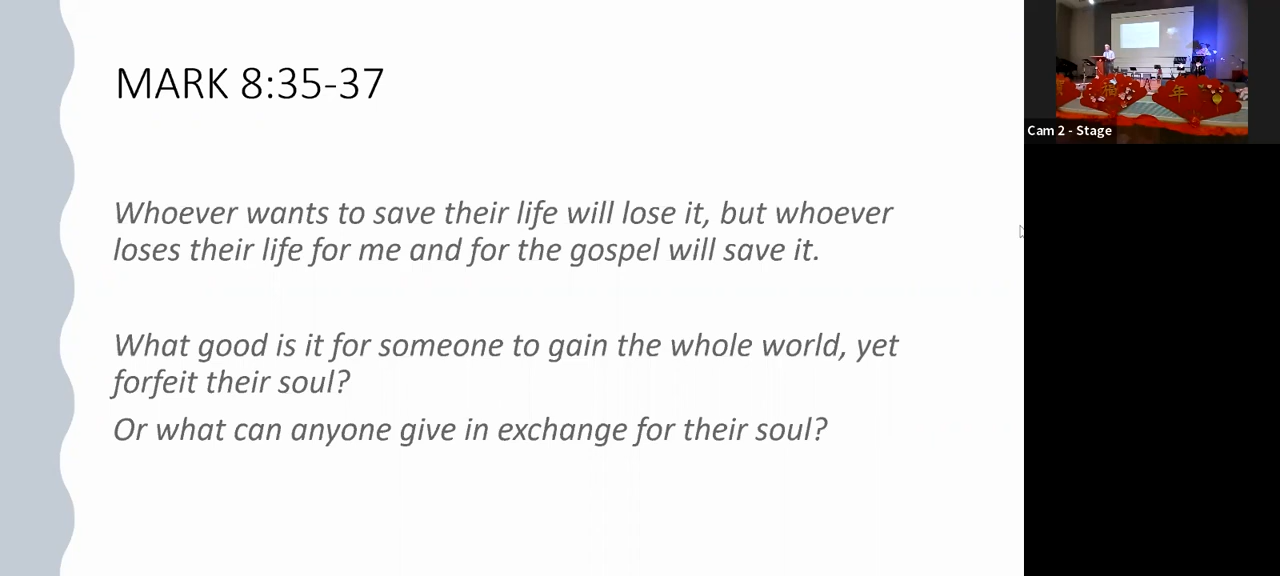 MARK 8:35-37
Whoever wants to save their life will lose it, but whoever
loses their life for me and for the gospel will save it.
What good is it for someone to gain the whole world, yet
forfeit their soul?
Or what can anyone give in exchange for their soul?
福
年
Cam 2 - Stage